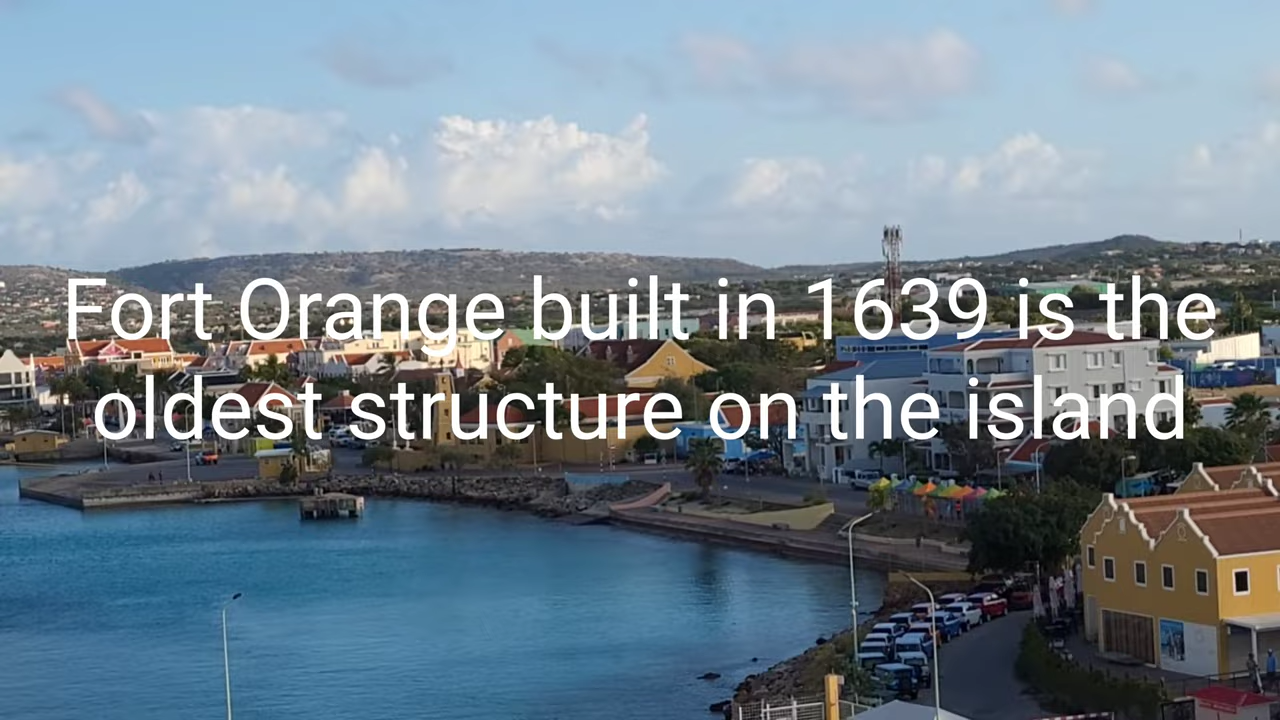 Fort Orange built in 1639 is the
oldest structure on the island